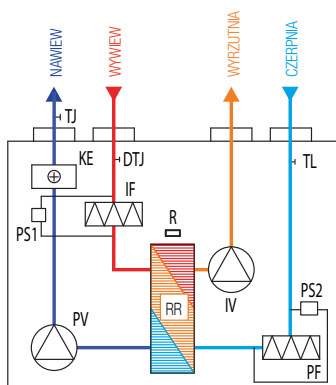 NAWIEW
WYWIEW
WYRZUTNIA
CZERPNIA
TJ
DTJ
TL
KE
IF
PS1
R
PS2
IV
RR
PV
PF